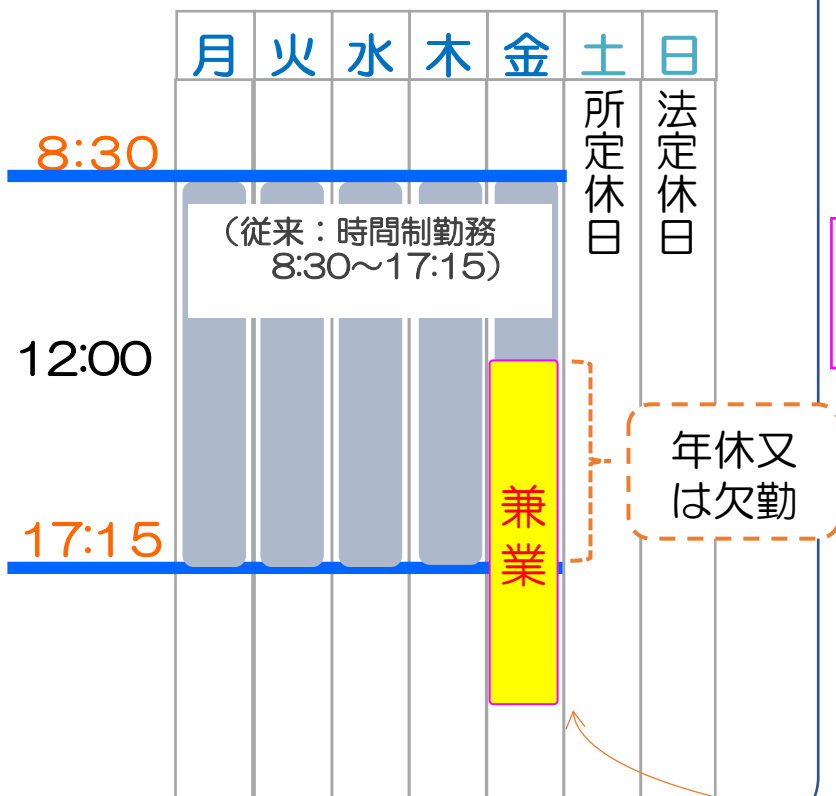 月 火 水 木 金 土 日
所定休日
法定休日
8:30
（従来：時間制勤務
8:30～17:15）
12:00
年休又
は欠勤
兼業
17:15